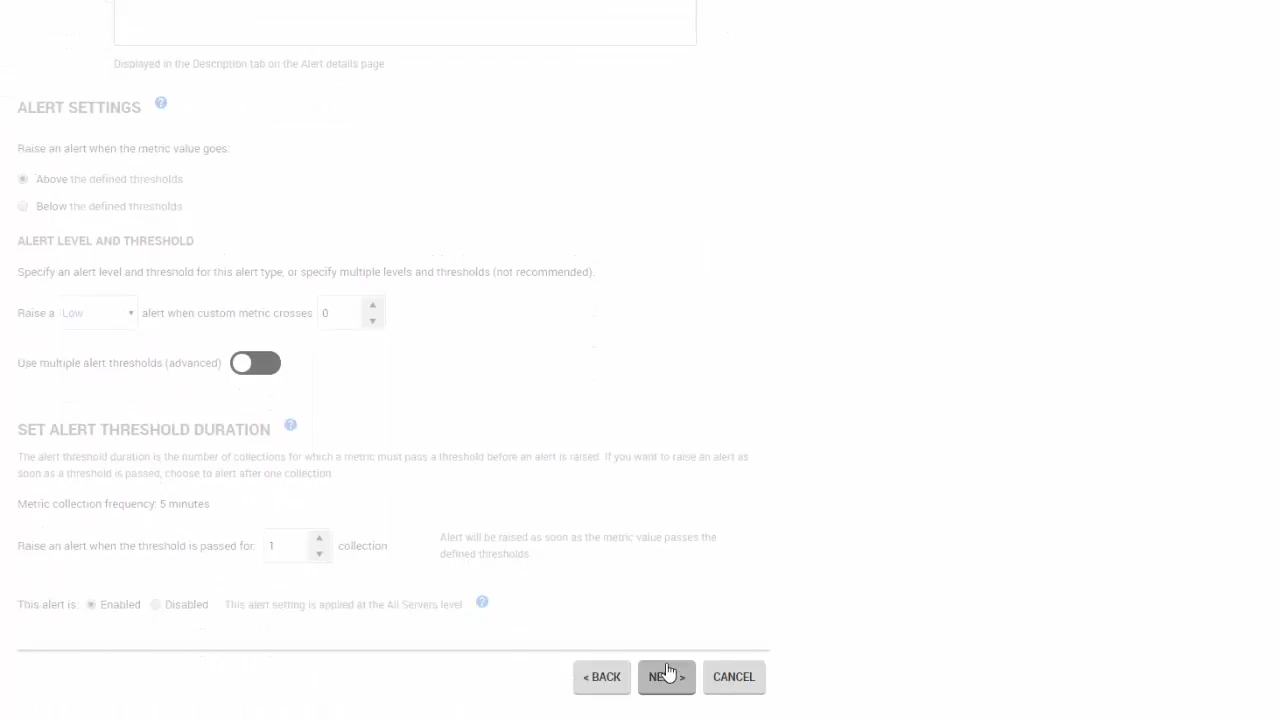 Displayed in the Description tab on the Alert details page
ALERT SETTINGS ?
Raise an alert when the metric value goes:
Above the defined thresholds
Below the defined thresholds
ALERT LEVEL AND THRESHOLD
Specify an alert level and threshold for this alert type, or specify multiple levels and thresholds (not recommended).
Raise a Low alert when custom metric crosses 0
Use multiple alert thresholds (advanced)
SET ALERT THRESHOLD DURATION ?
The alert threshold duration is the number of collections for which a metric must pass a threshold before an alert is raised. If you want to raise an alert as
soon as a threshold is passed, choose to alert after one collection.
Metric collection frequency: 5 minutes
Raise an alert when the threshold is passed for: 1 collection
Alert will be raised as soon as the metric value passes the
defined thresholds.
This alert is: Enabled Disabled This alert setting is applied at the All Servers level ?
< BACK
>
CANCEL